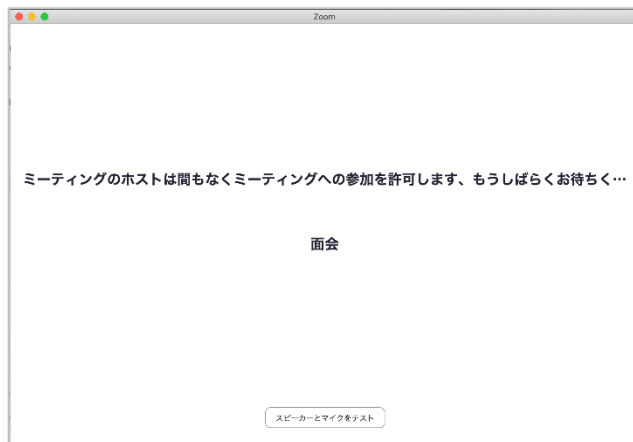 Zoom
ミーティングのホストは間もなくミーティングへの参加を許可します、もうしばらくお待ちく…
面会
スピーカーとマイクをテスト